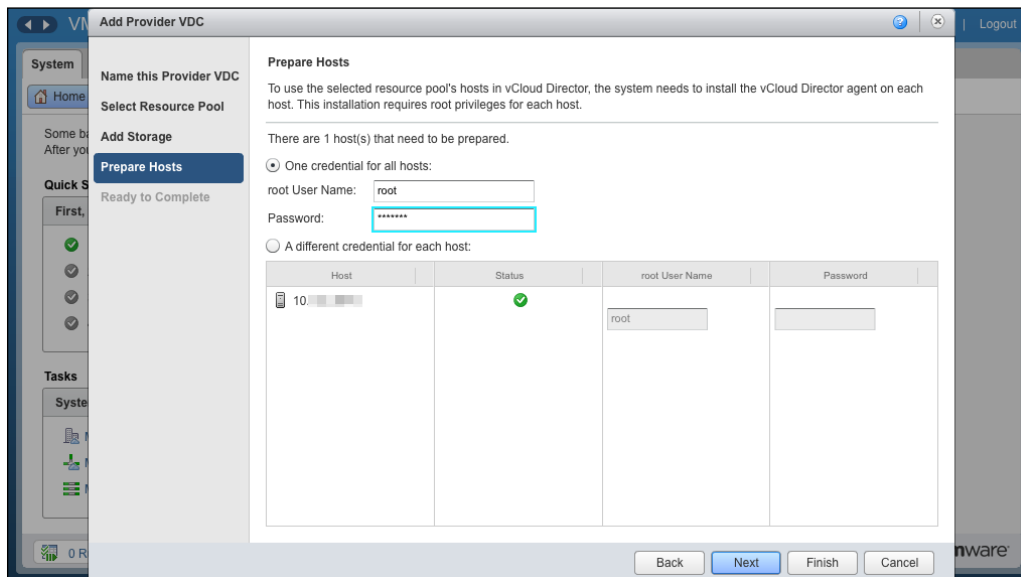 VM
Add Provider VDC
Logout
System
Home
Name this Provider VDC
Select Resource Pool
Add Storage
Prepare Hosts
Ready to Complete
Some ba
After you
Quick S
First,
Tasks
Syste
M
M
M
0 R
Prepare Hosts
To use the selected resource pool's hosts in vCloud Director, the system needs to install the vCloud Director agent on each
host. This installation requires root privileges for each host.
There are 1 host(s) that need to be prepared.
One credential for all hosts:
root User Name: root
Password: *******
A different credential for each host:
Host Status root User Name Password
10.
root
Back Next Finish Cancel
mware